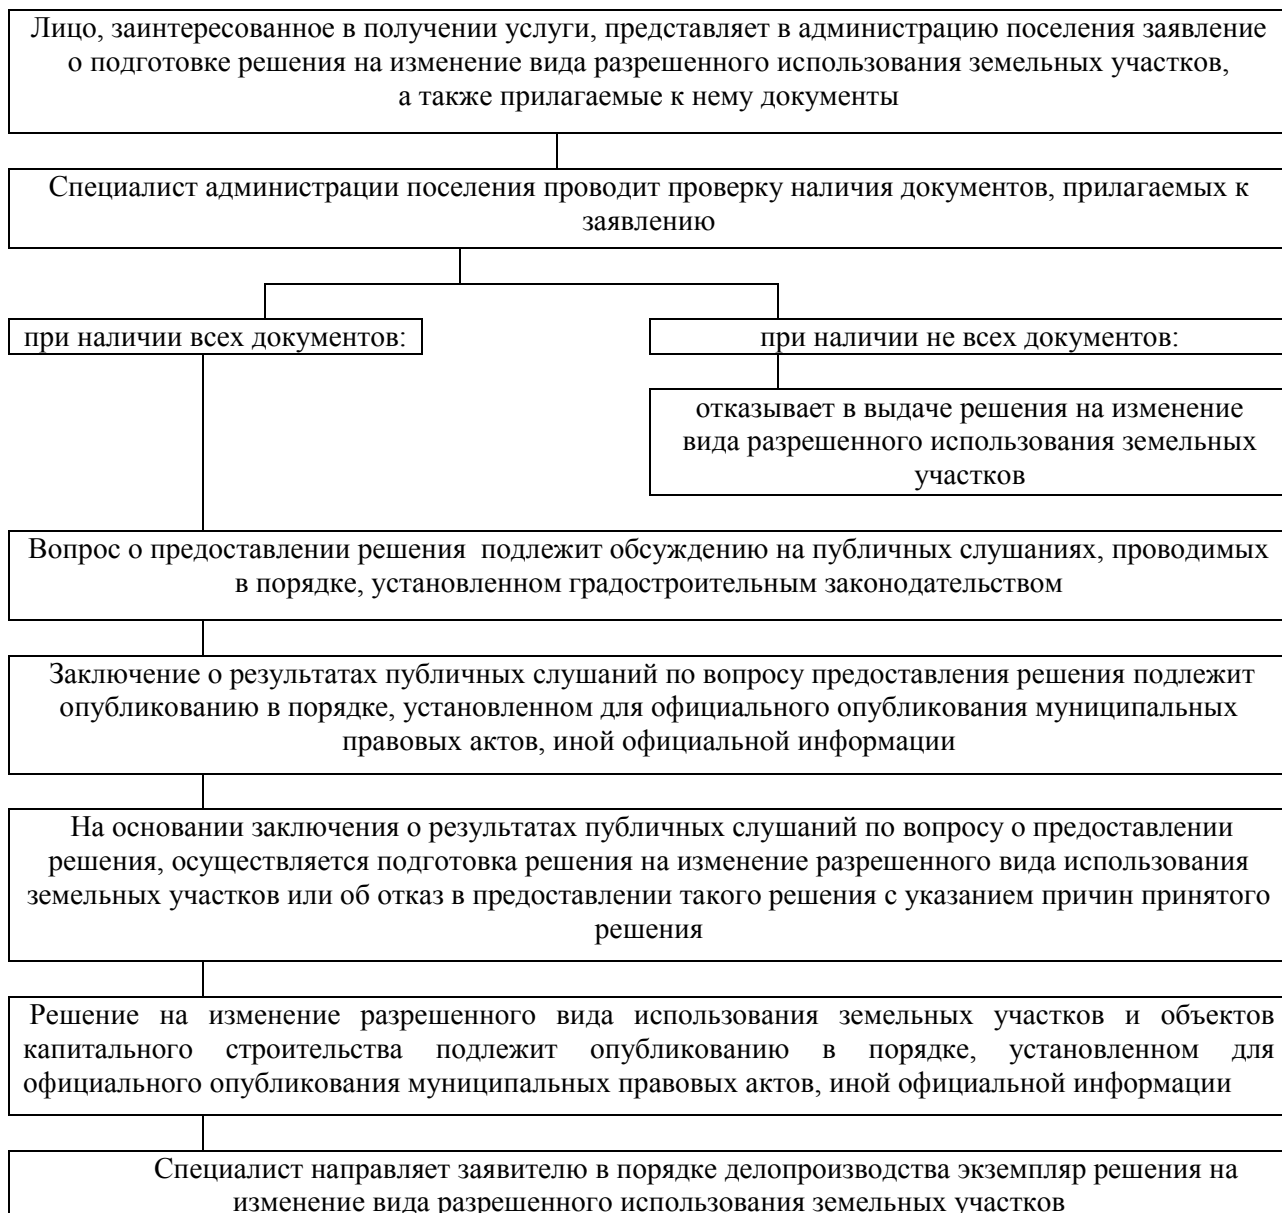 Лицо, заинтересованное в получении услуги, представляет в администрацию поселения заявление
о подготовке решения на изменение вида разрешенного использования земельных участков,
а также прилагаемые к нему документы
Специалист администрации поселения проводит проверку наличия документов, прилагаемых к
заявлению
при наличии всех документов:
при наличии не всех документов:
отказывает в выдаче решения на изменение
вида разрешенного использования земельных
участков
Вопрос о предоставлении решения подлежит обсуждению на публичных слушаниях, проводимых
в порядке, установленном градостроительным законодательством
Заключение о результатах публичных слушаний по вопросу предоставления решения подлежит
опубликованию в порядке, установленном для официального опубликования муниципальных
правовых актов, иной официальной информации
На основании заключения о результатах публичных слушаний по вопросу о предоставлении
решения, осуществляется подготовка решения на изменение разрешенного вида использования
земельных участков или об отказ в предоставлении такого решения с указанием причин принятого
решения
Решение на изменение разрешенного вида использования земельных участков и объектов
капитального строительства подлежит опубликованию в порядке, установленном для
официального опубликования муниципальных правовых актов, иной официальной информации
Специалист направляет заявителю в порядке делопроизводства экземпляр решения на
изменение вида разрешенного использования земельных участков